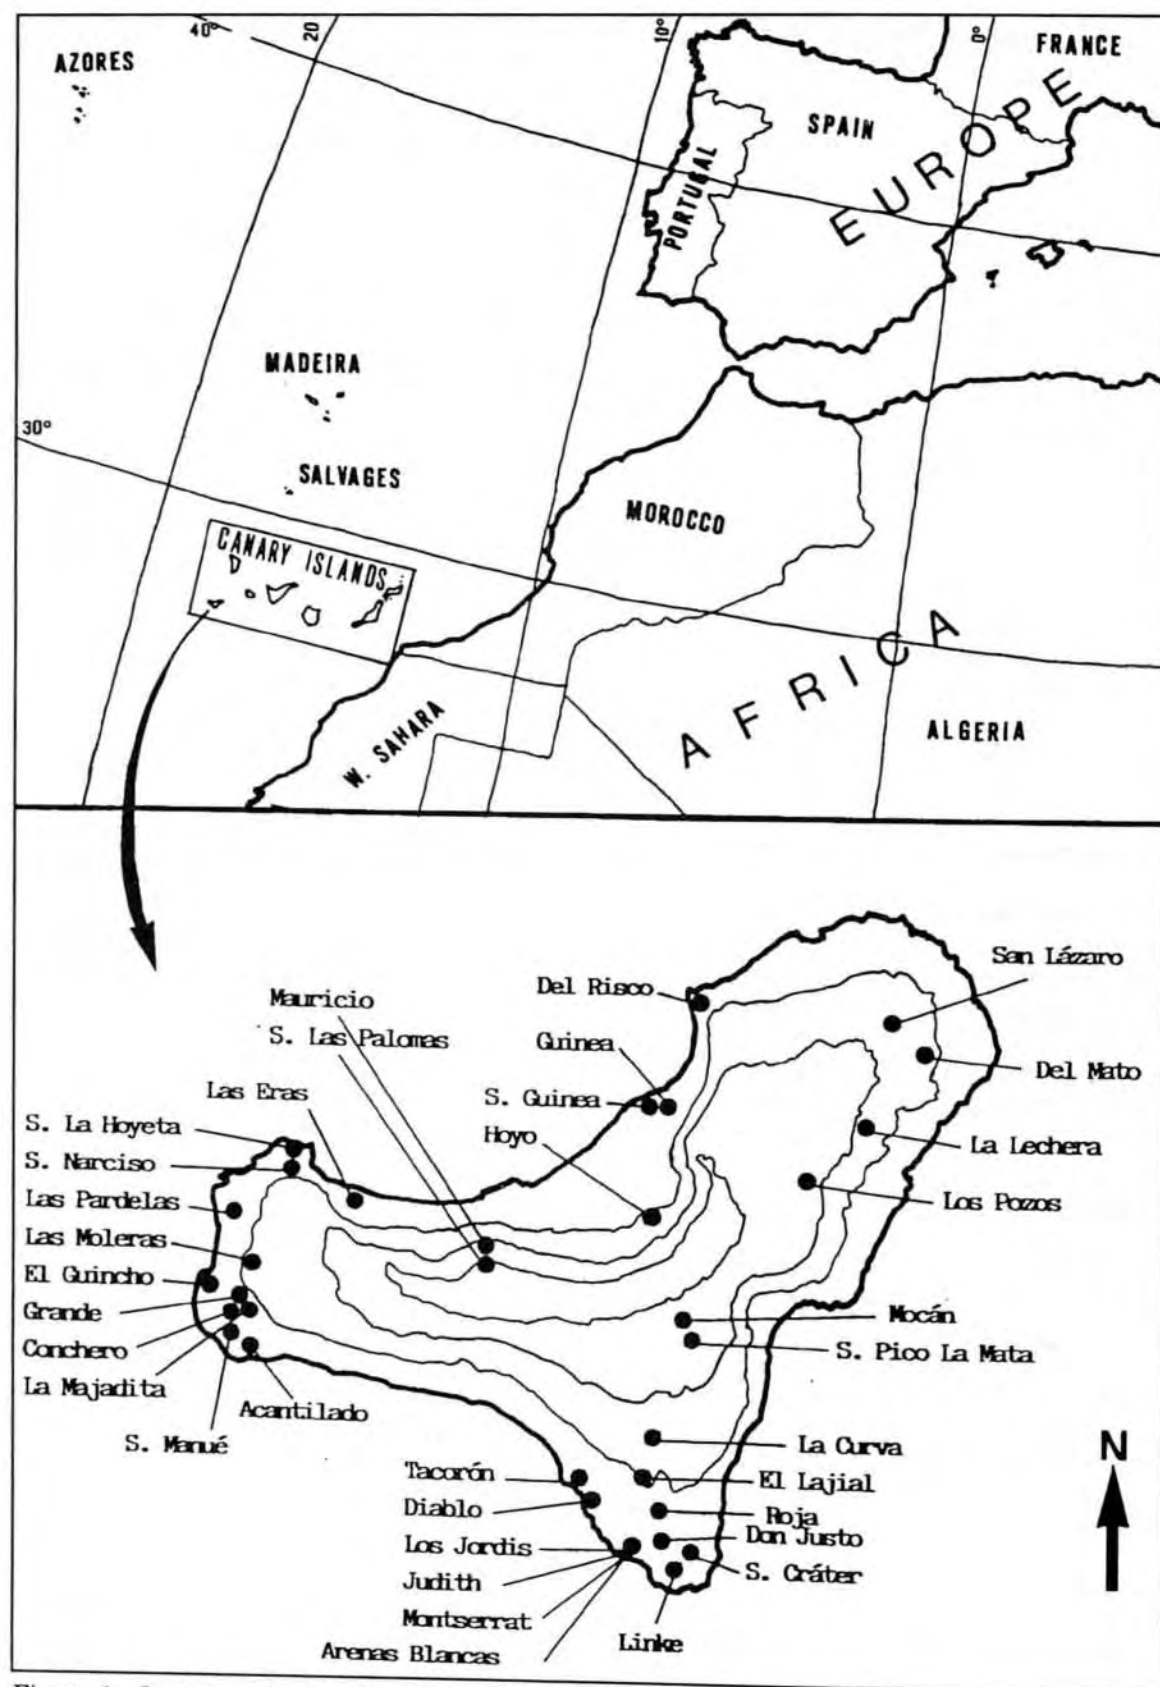 40°
20
10°
0°
FRANCE
AZORES
SPAIN
EUROPE
PORTUGAL
MADEIRA
30°
SALVAGES
MOROCCO
CANARY ISLANDS
AFRICA
W. SAHARA
ALGERIA
San Lázaro
Del Risco
Mauricio
S. Las Palomas
Guinea
Del Mato
Las Eras
S. Guinea
S. La Hoyeta
Hoyo
La Lechera
S. Narciso
Las Pardelas
Los Pozos
Las Moleras
El Guincho
Grande
Mocán
Conchero
S. Pico La Mata
La Majadita
Acantilado
S. Manué
La Curva
N
Tacorón
El Lajial
Diablo
Roja
Don Justo
Los Jordis
S. Cráter
Judith
Montserrat
Linke
Arenas Blancas